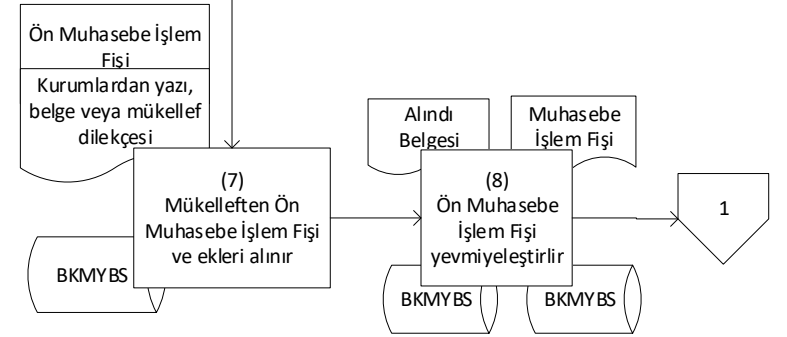 Ön Muhasebe İşlem
Fişi
Kurumlardan yazı,
belge veya mükellef
dilekçesi
(7)
Mükelleften Ön
Muhasebe İşlem Fişi
ve ekleri alınır
BKMYBS
Alındı
Belgesi
Muhasebe
İşlem Fişi
(8)
Ön Muhasebe
İşlem Fişi
yevmiyeleştirlir
BKMYBS
BKMYBS
1